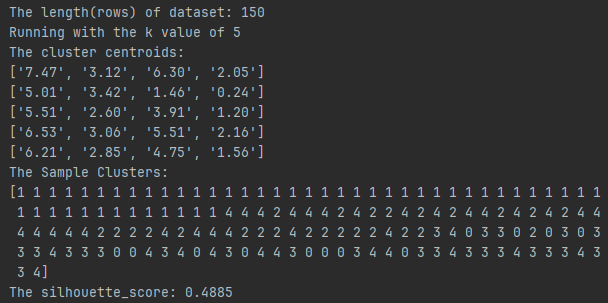 The length(rows) of dataset: 150
Running with the k value of 5
The cluster centroids:
['7.47', '3.12', '6.30', '2.05']
['5.01', '3.42', '1.46', '0.24']
['5.51', '2.60', '3.91', '1.20']
['6.53', '3.06', '5.51', '2.16']
['6.21', '2.85', '4.75', '1.56']
The Sample Clusters:
[1 1 1 1 1 1 1 1 1 1 1 1 1 1 1 1 1 1 1 1 1 1 1 1 1 1 1 1 1 1 1 1 1 1 1 1 1
1 1 1 1 1 1 1 1 1 1 1 1 1 4 4 4 2 4 4 4 2 4 2 2 4 2 4 2 4 4 2 4 2 4 2 4 4
4 4 4 4 4 2 2 2 2 4 2 4 4 4 2 2 2 4 2 2 2 2 2 4 2 2 3 4 0 3 3 0 2 0 3 0 3
3 3 4 3 3 3 0 0 4 3 4 0 4 3 0 4 4 3 0 0 0 3 4 4 0 3 3 4 3 3 3 4 3 3 3 4 3
3 4]
The silhouette_score: 0.4885